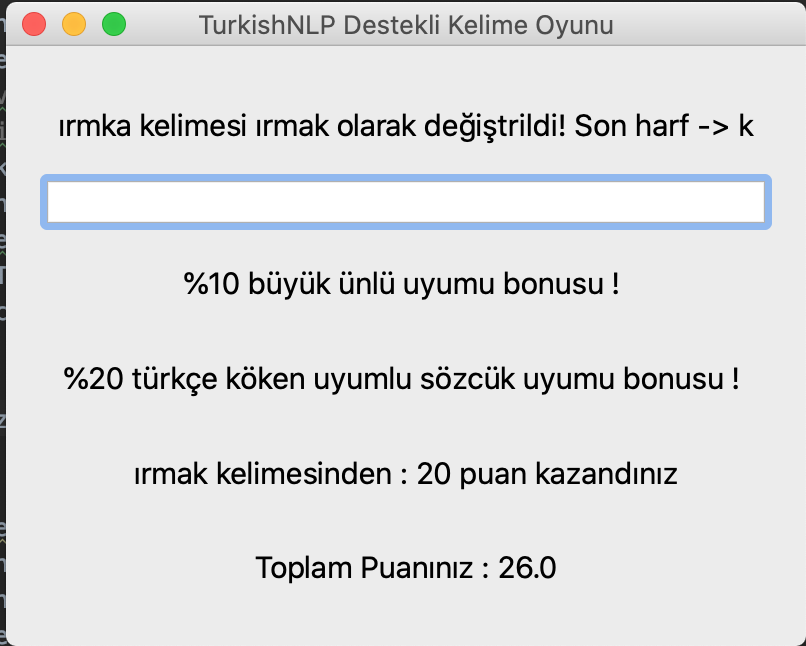 TurkishNLP Destekli Kelime Oyunu
ırmka kelimesi ırmak olarak değiştrildi! Son harf -> k
%10 büyük ünlü uyumu bonusu !
%20 türkçe köken uyumlu sözcük uyumu bonusu !
ırmak kelimesinden : 20 puan kazandınız
Toplam Puanınız : 26.0